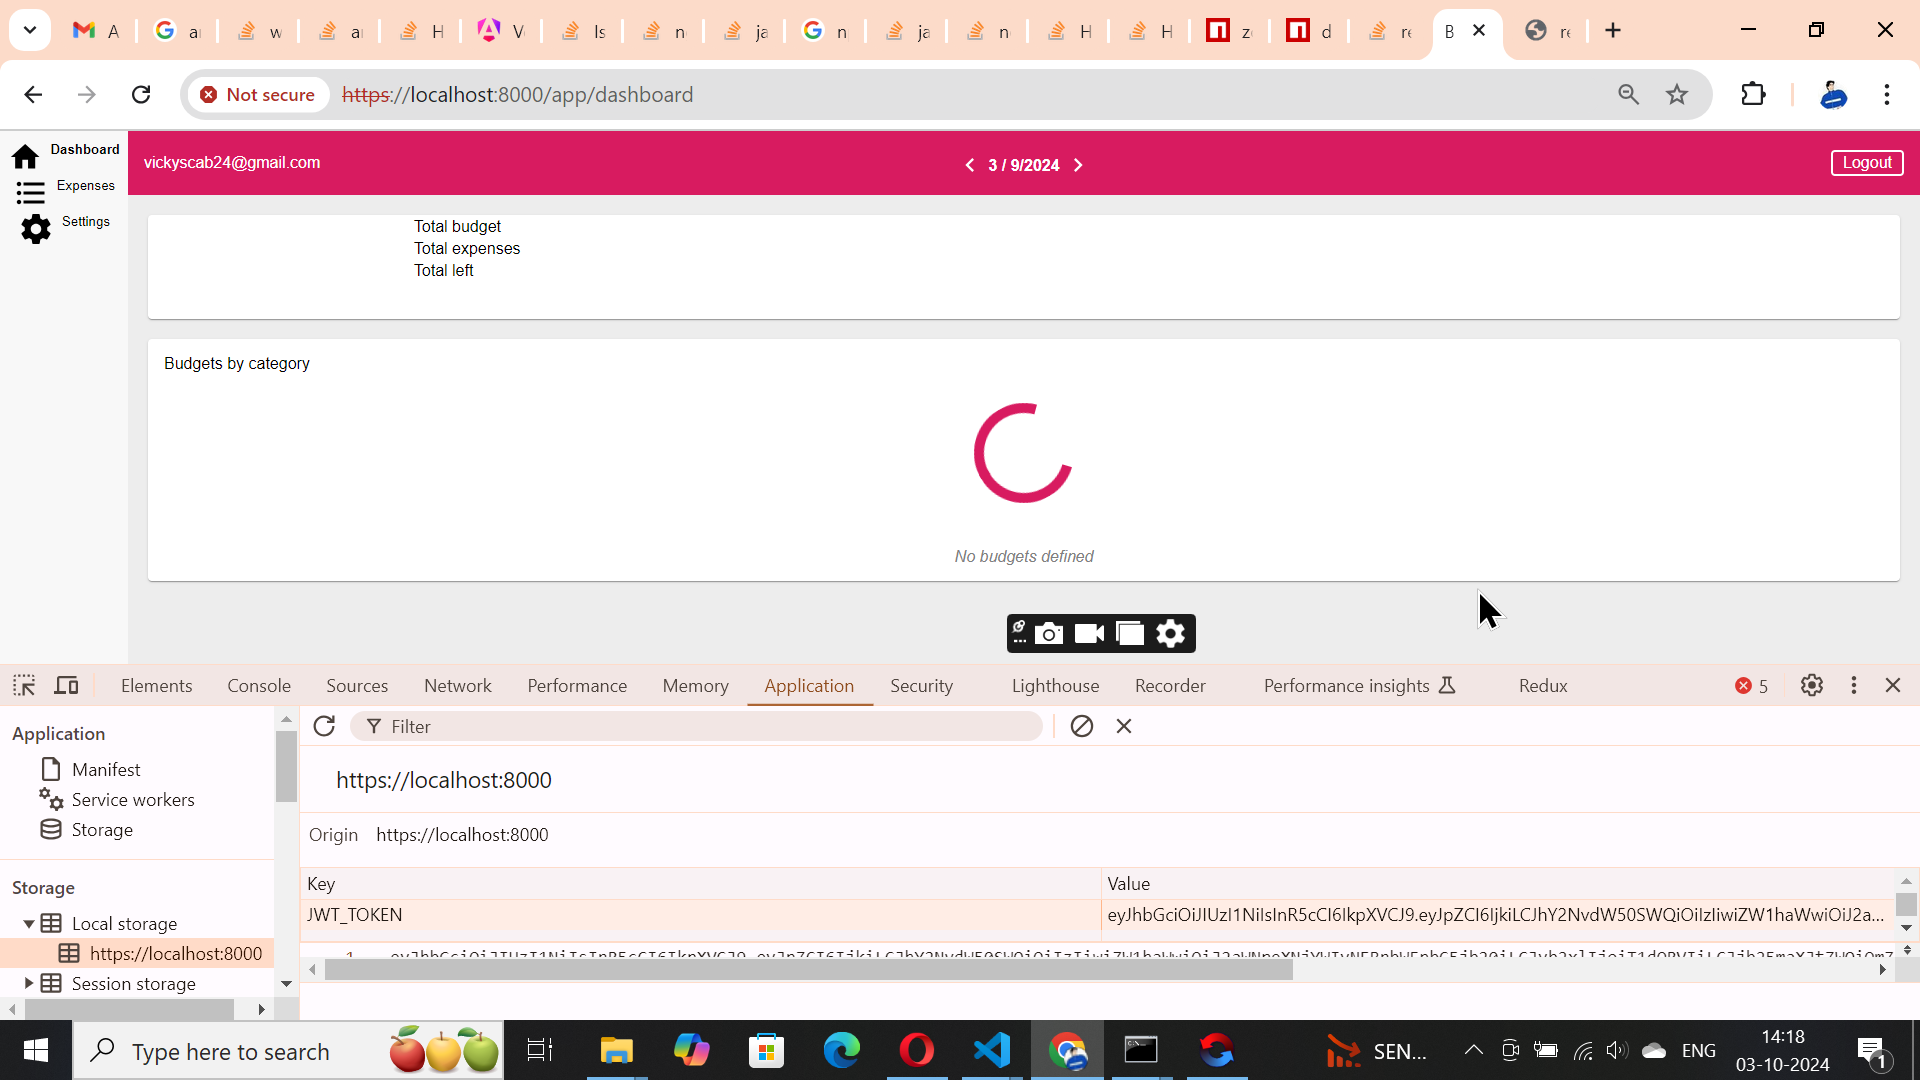 A
a
w
a
H
V
Is
n
ja
n
ja
n
H
H
z
d
re
B
re
Not secure
https://localhost:8000/app/dashboard
Dashboard
Expenses
Settings
vickyscab24@gmail.com
3 / 9/2024
Logout
Total budget
Total expenses
Total left
Budgets by category
No budgets defined
Elements
Console
Sources
Network
Performance
Memory
Application
Security
Lighthouse
Recorder
Performance insights
Redux
5
Application
Manifest
Service workers
Storage
Storage
Local storage
https://localhost:8000
Session storage
Filter
https://localhost:8000
Origin https://localhost:8000
Key Value
JWT_TOKEN
Type here to search
SEN...
ENG
14:18
03-10-2024
1